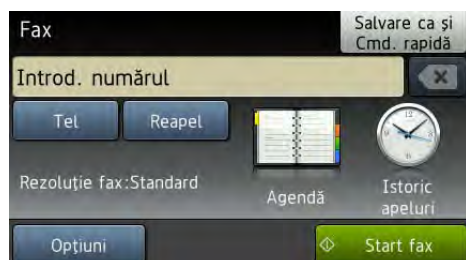 Fax
Salvare ca și
Cmd. rapidă
Introd. numărul
Tel
Reapel
Rezoluție fax:Standard
Agendă
Istoric
apeluri
Opțiuni
Start fax